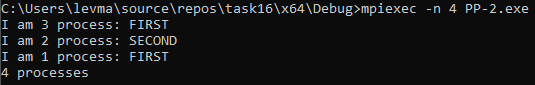 C:\Users\levma\source\repos\task16\x64\Debug>mpiexec -n 4 PP-2.exe
I am 3 process: FIRST
I am 2 process: SECOND
I am 1 process: FIRST
4 processes